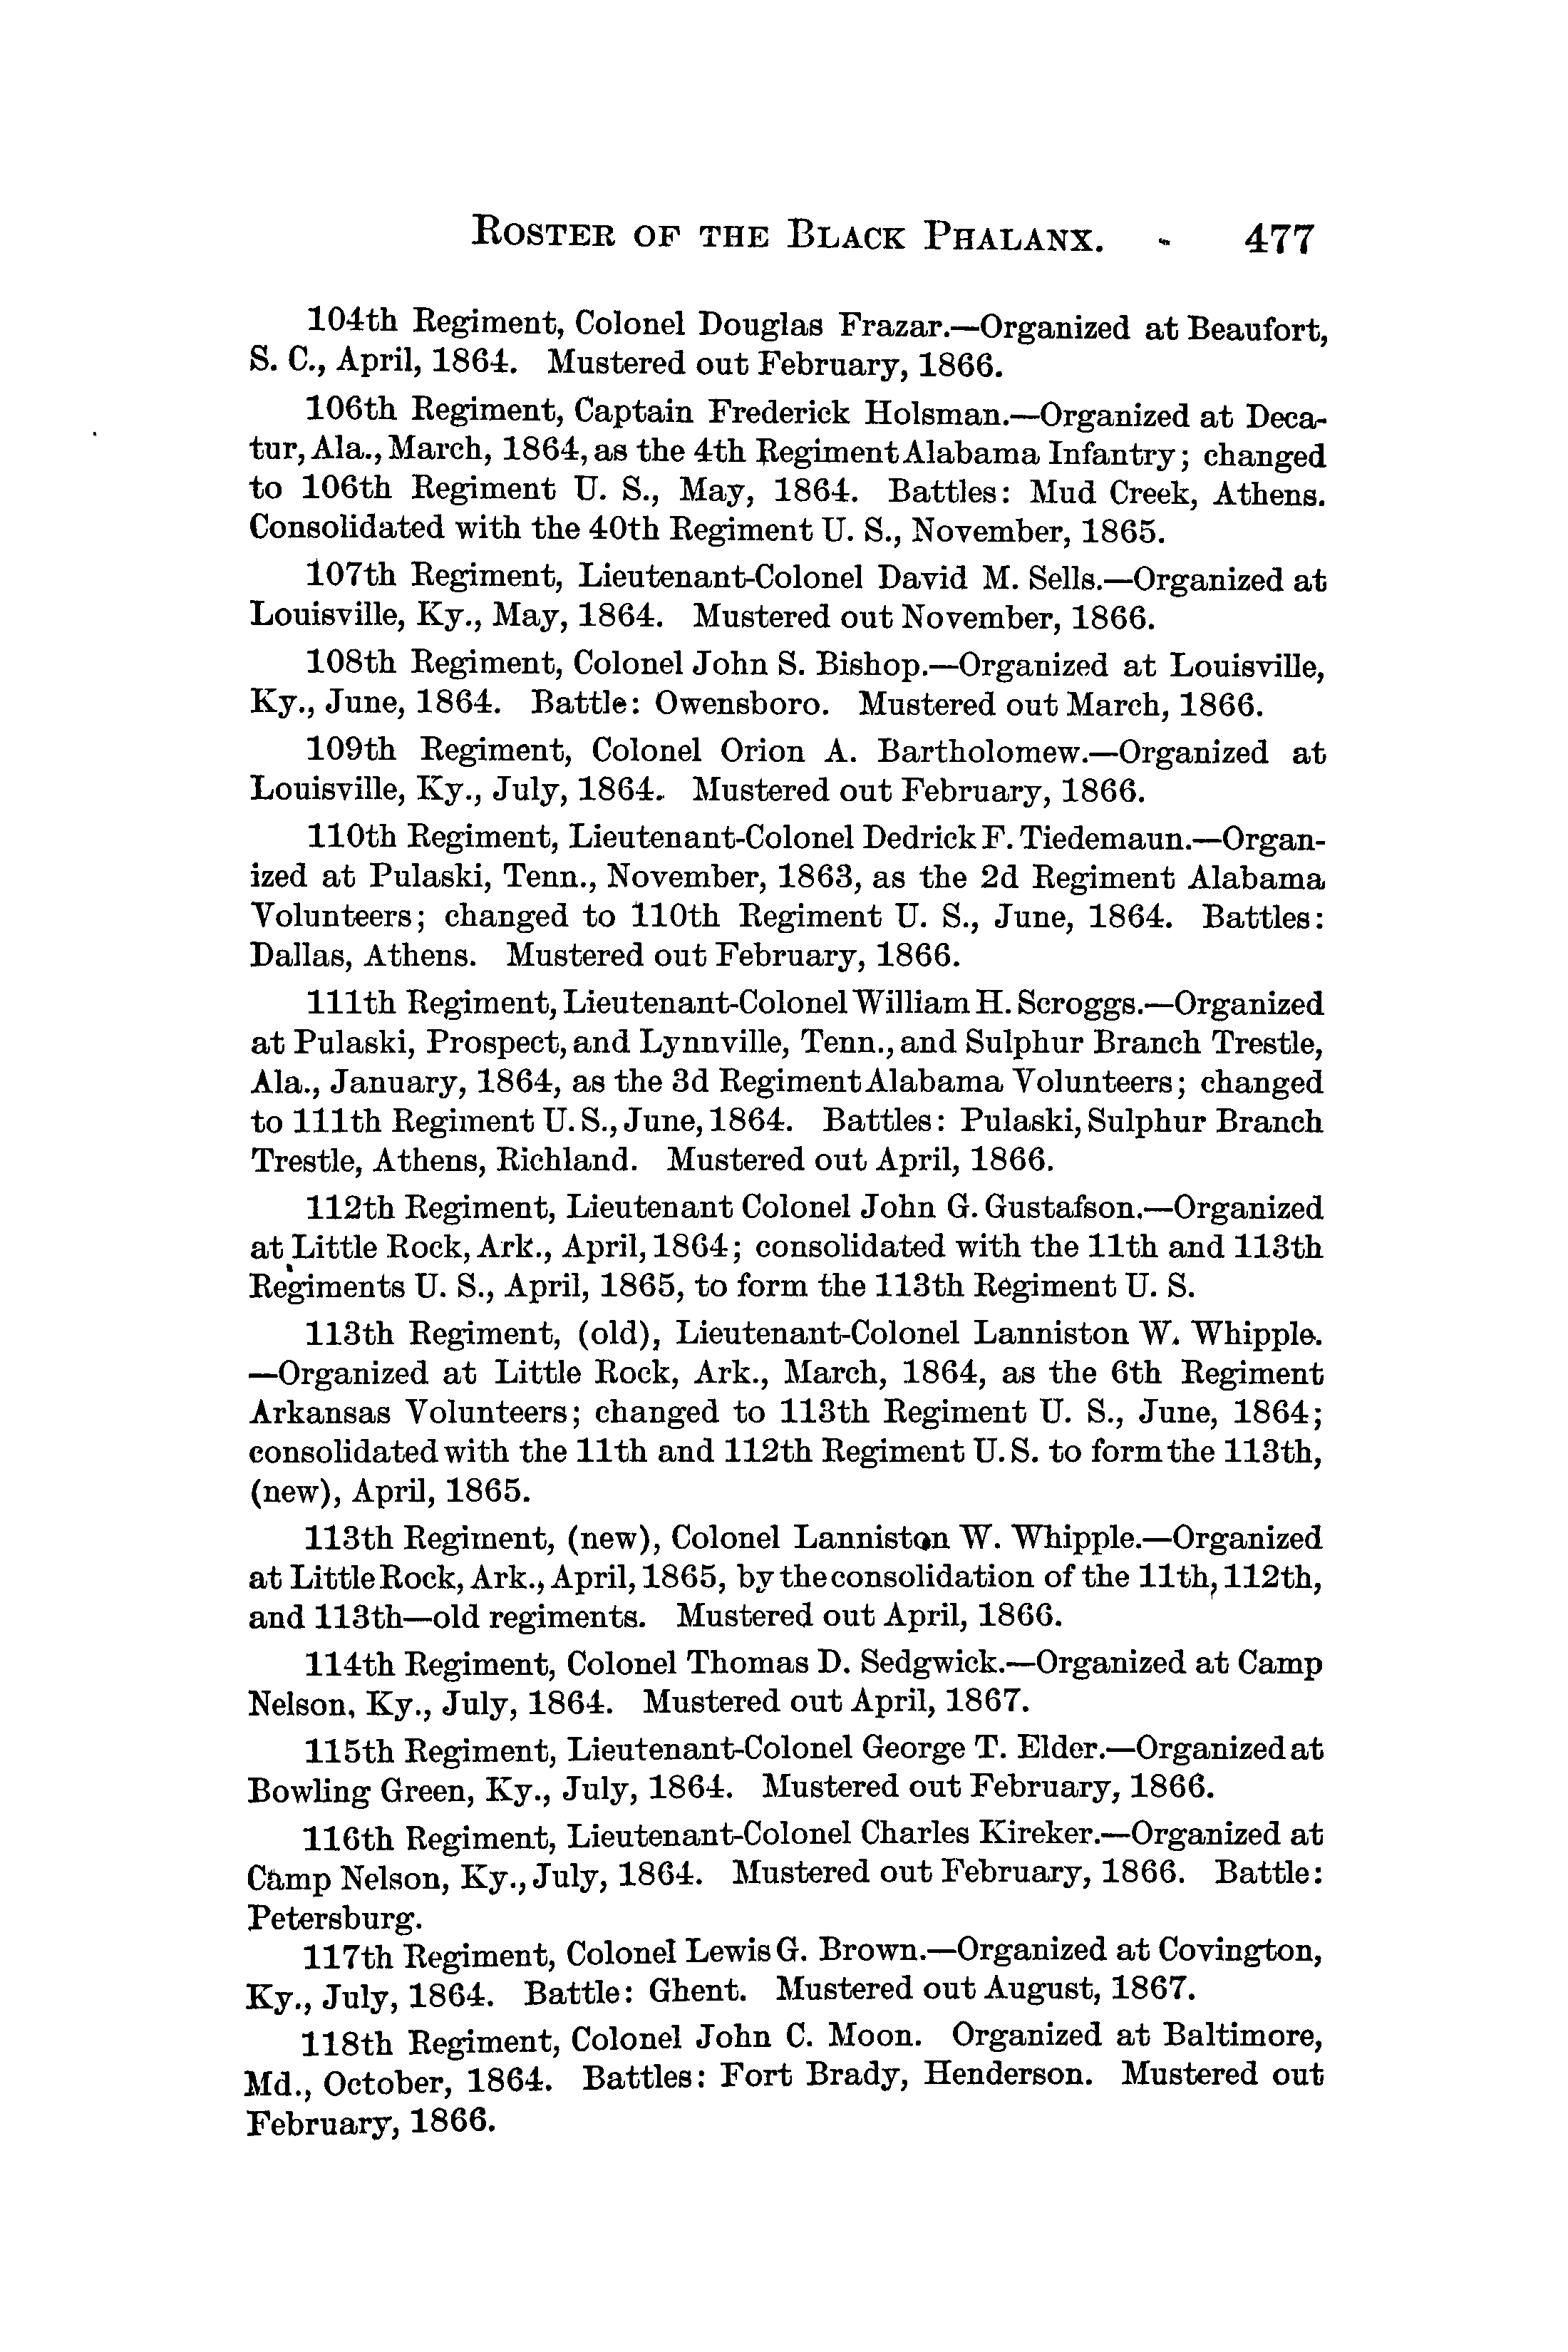 ROSTER OF THE BLACK PHALANX. 477
104th Regiment, Colonel Douglas Frazar.—Organized at Beaufort,
S. C., April, 1864. Mustered out February, 1866.
106th Regiment, Captain Frederick Holsman.—Organized at Deca-
tur, Ala., March, 1864, as the 4th Regiment Alabama Infantry; changed
to 106th Regiment U. S., May, 1864. Battles: Mud Creek, Athens.
Consolidated with the 40th Regiment U. S., November, 1865.
107th Regiment, Lieutenant-Colonel David M. Sells.—Organized at
Louisville, Ky., May, 1864. Mustered out November, 1866.
108th Regiment, Colonel John S. Bishop.—Organized at Louisville,
Ky., June, 1864. Battle: Owensboro. Mustered out March, 1866.
109th Regiment, Colonel Orion A. Bartholomew.—Organized at
Louisville, Ky., July, 1864. Mustered out February, 1866.
110th Regiment, Lieutenant-Colonel Dedrick F. Tiedemaun.—Organ-
ized at Pulaski, Tenn., November, 1863, as the 2d Regiment Alabama
Volunteers; changed to 110th Regiment U. S., June, 1864. Battles:
Dallas, Athens. Mustered out February, 1866.
111th Regiment, Lieutenant-Colonel William H. Scroggs.—Organized
at Pulaski, Prospect, and Lynnville, Tenn., and Sulphur Branch Trestle,
Ala., January, 1864, as the 3d Regiment Alabama Volunteers; changed
to 111th Regiment U. S., June, 1864. Battles: Pulaski, Sulphur Branch
Trestle, Athens, Richland. Mustered out April, 1866.
112th Regiment, Lieutenant Colonel John G. Gustafson.—Organized
at Little Rock, Ark., April, 1864; consolidated with the 11th and 113th
Regiments U. S., April, 1865, to form the 113th Regiment U. S.
113th Regiment, (old), Lieutenant-Colonel Lanniston W. Whipple.
—Organized at Little Rock, Ark., March, 1864, as the 6th Regiment
Arkansas Volunteers; changed to 113th Regiment U. S., June, 1864;
consolidated with the 11th and 112th Regiment U. S. to form the 113th,
(new), April, 1865.
113th Regiment, (new), Colonel Lanniston W. Whipple.—Organized
at Little Rock, Ark., April, 1865, by the consolidation of the 11th, 112th,
and 113th—old regiments. Mustered out April, 1866.
114th Regiment, Colonel Thomas D. Sedgwick.—Organized at Camp
Nelson, Ky., July, 1864. Mustered out April, 1867.
115th Regiment, Lieutenant-Colonel George T. Elder.—Organized at
Bowling Green, Ky., July, 1864. Mustered out February, 1866.
116th Regiment, Lieutenant-Colonel Charles Kireker.—Organized at
Camp Nelson, Ky., July, 1864. Mustered out February, 1866. Battle:
Petersburg.
117th Regiment, Colonel Lewis G. Brown.—Organized at Covington,
Ky., July, 1864. Battle: Ghent. Mustered out August, 1867.
118th Regiment, Colonel John C. Moon. Organized at Baltimore,
Md., October, 1864. Battles: Fort Brady, Henderson. Mustered out
February, 1866.